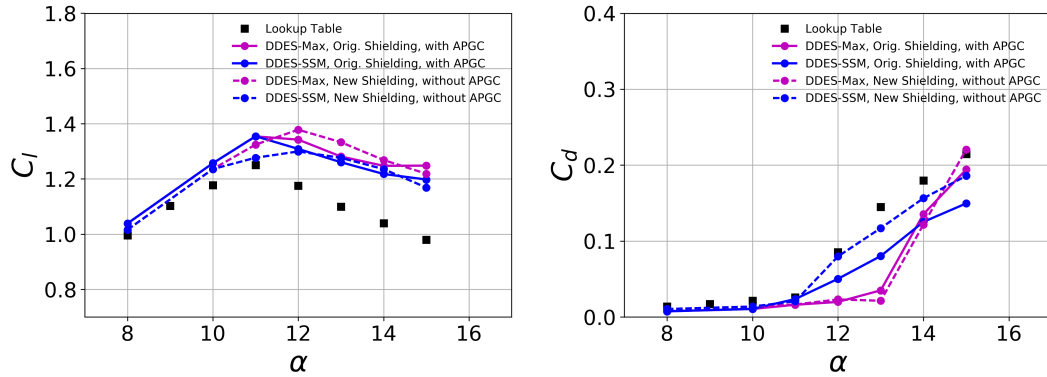 1.8
1.6
1.4
1.2
1.0
0.8
C_l
8
10
12
14
16
α
Lookup Table
DDES-Max, Orig. Shielding, with APGC
DDES-SSM, Orig. Shielding, with APGC
DDES-Max, New Shielding, without APGC
DDES-SSM, New Shielding, without APGC
0.4
0.3
0.2
0.1
0.0
C_d
8
10
12
14
16
α
Lookup Table
DDES-Max, Orig. Shielding, with APGC
DDES-SSM, Orig. Shielding, with APGC
DDES-Max, New Shielding, without APGC
DDES-SSM, New Shielding, without APGC